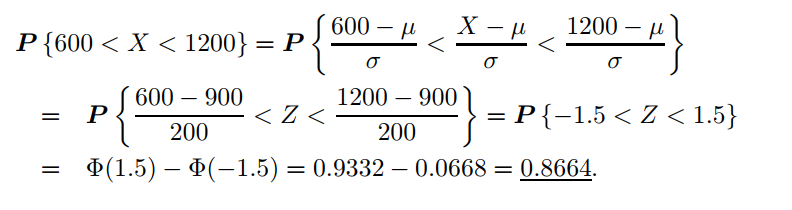 P {600 < X < 1200} = P { (600 − μ)/σ < (X − μ)/σ < (1200 − μ)/σ }
= P { (600 − 900)/200 < Z < (1200 − 900)/200 } = P {−1.5 < Z < 1.5}
= Φ(1.5) − Φ(−1.5) = 0.9332 − 0.0668 = 0.8664.